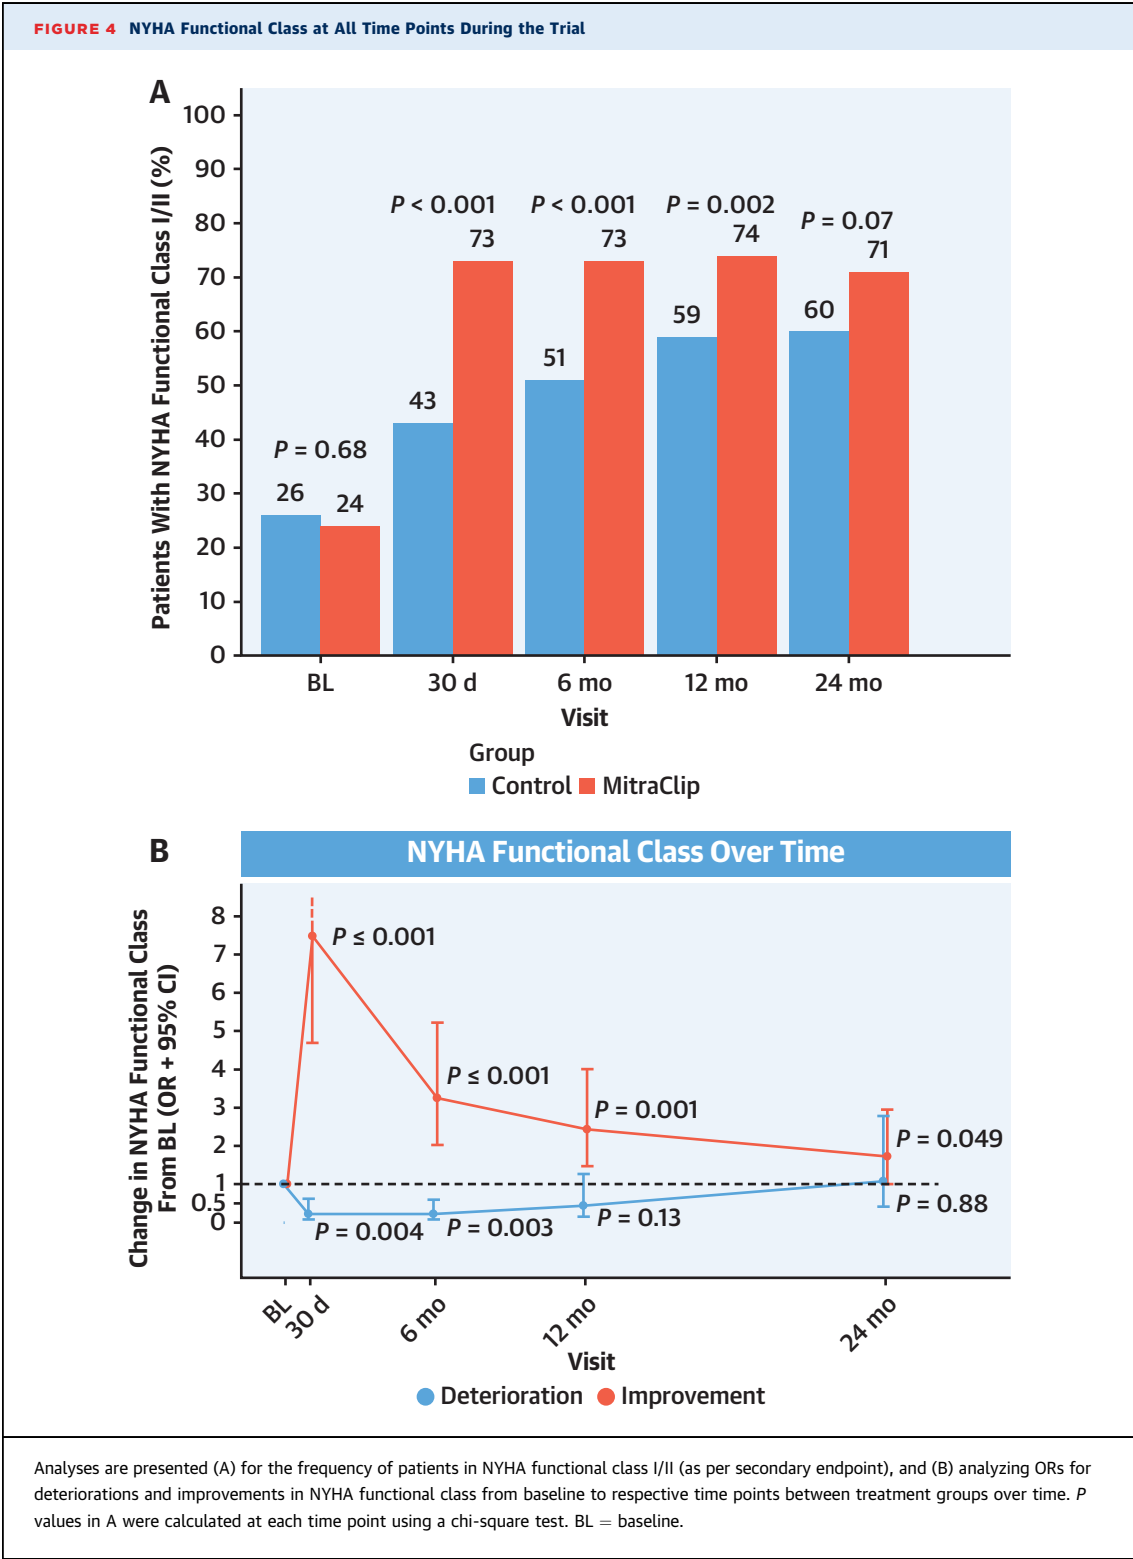 FIGURE 4 NYHA Functional Class at All Time Points During the Trial
A
Patients With NYHA Functional Class I/II (%)
100
90
80
70
60
50
40
30
20
10
0
P = 0.68
26
24
P < 0.001
43
73
P < 0.001
51
73
P = 0.002
59
74
P = 0.07
60
71
BL
30 d
6 mo
12 mo
24 mo
Visit
Group
Control
MitraClip
B
NYHA Functional Class Over Time
Change in NYHA Functional Class
From BL (OR + 95% CI)
8
7
6
5
4
3
2
1
0.5
0
P ≤ 0.001
P ≤ 0.001
P = 0.001
P = 0.049
P = 0.004
P = 0.003
P = 0.13
P = 0.88
BL
30 d
6 mo
12 mo
24 mo
Visit
Deterioration
Improvement
Analyses are presented (A) for the frequency of patients in NYHA functional class I/II (as per secondary endpoint), and (B) analyzing ORs for
deteriorations and improvements in NYHA functional class from baseline to respective time points between treatment groups over time. P
values in A were calculated at each time point using a chi-square test. BL = baseline.